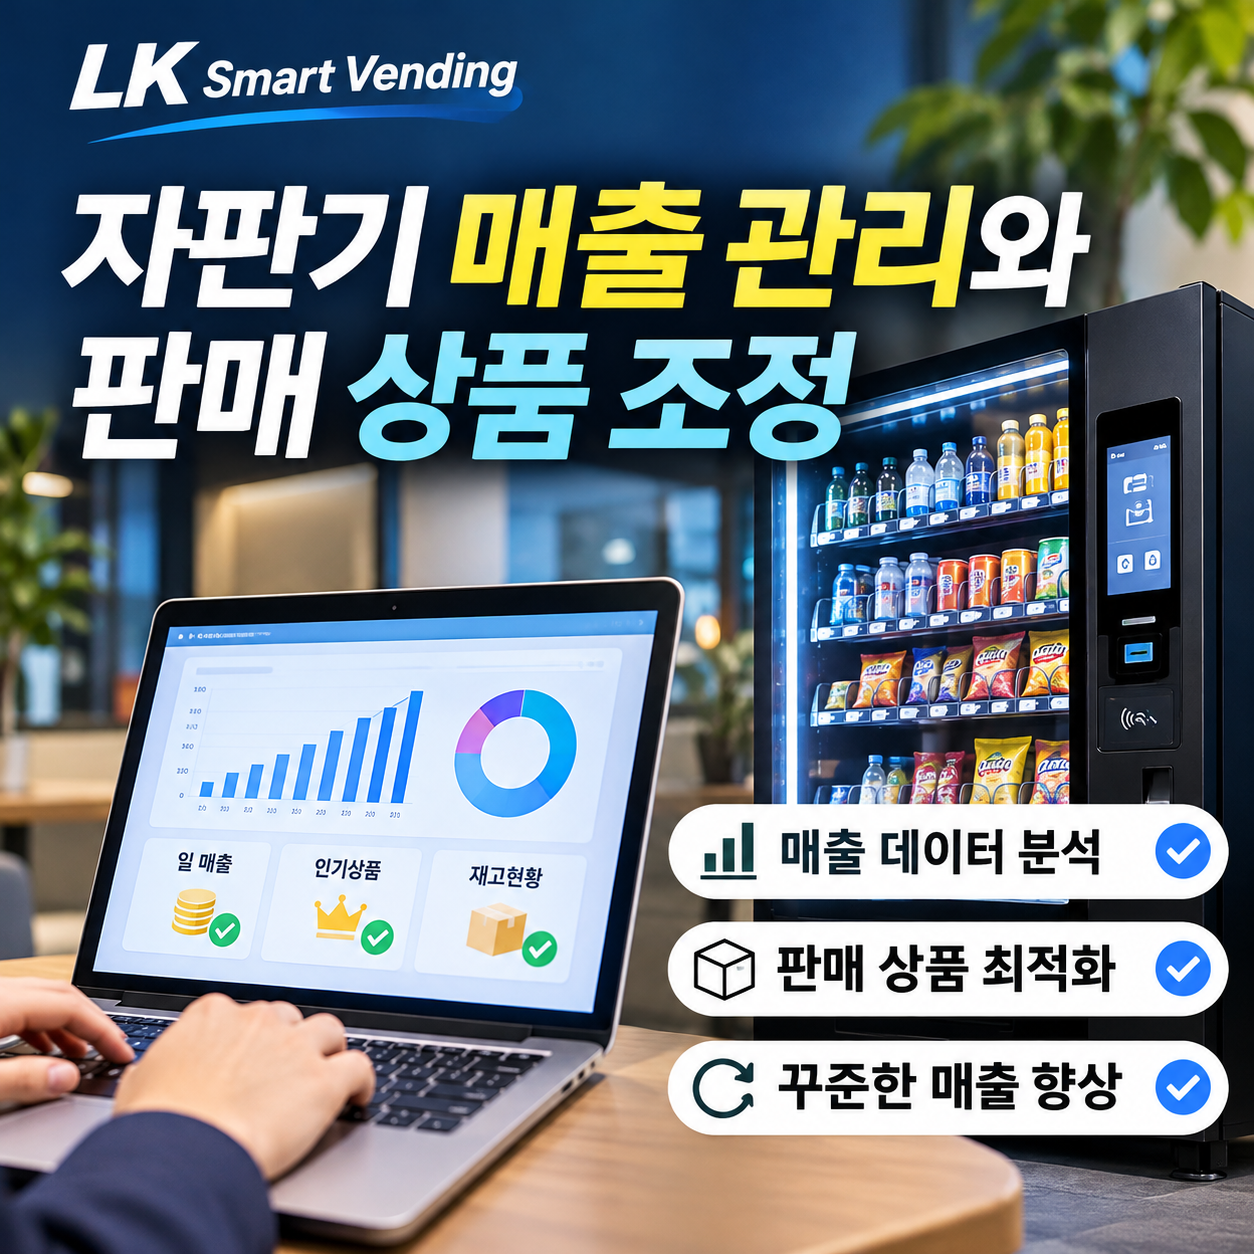 LK Smart Vending
자판기 매출 관리와
판매 상품 조정
일 매출
인기상품
재고현황
매출 데이터 분석
판매 상품 최적화
꾸준한 매출 향상